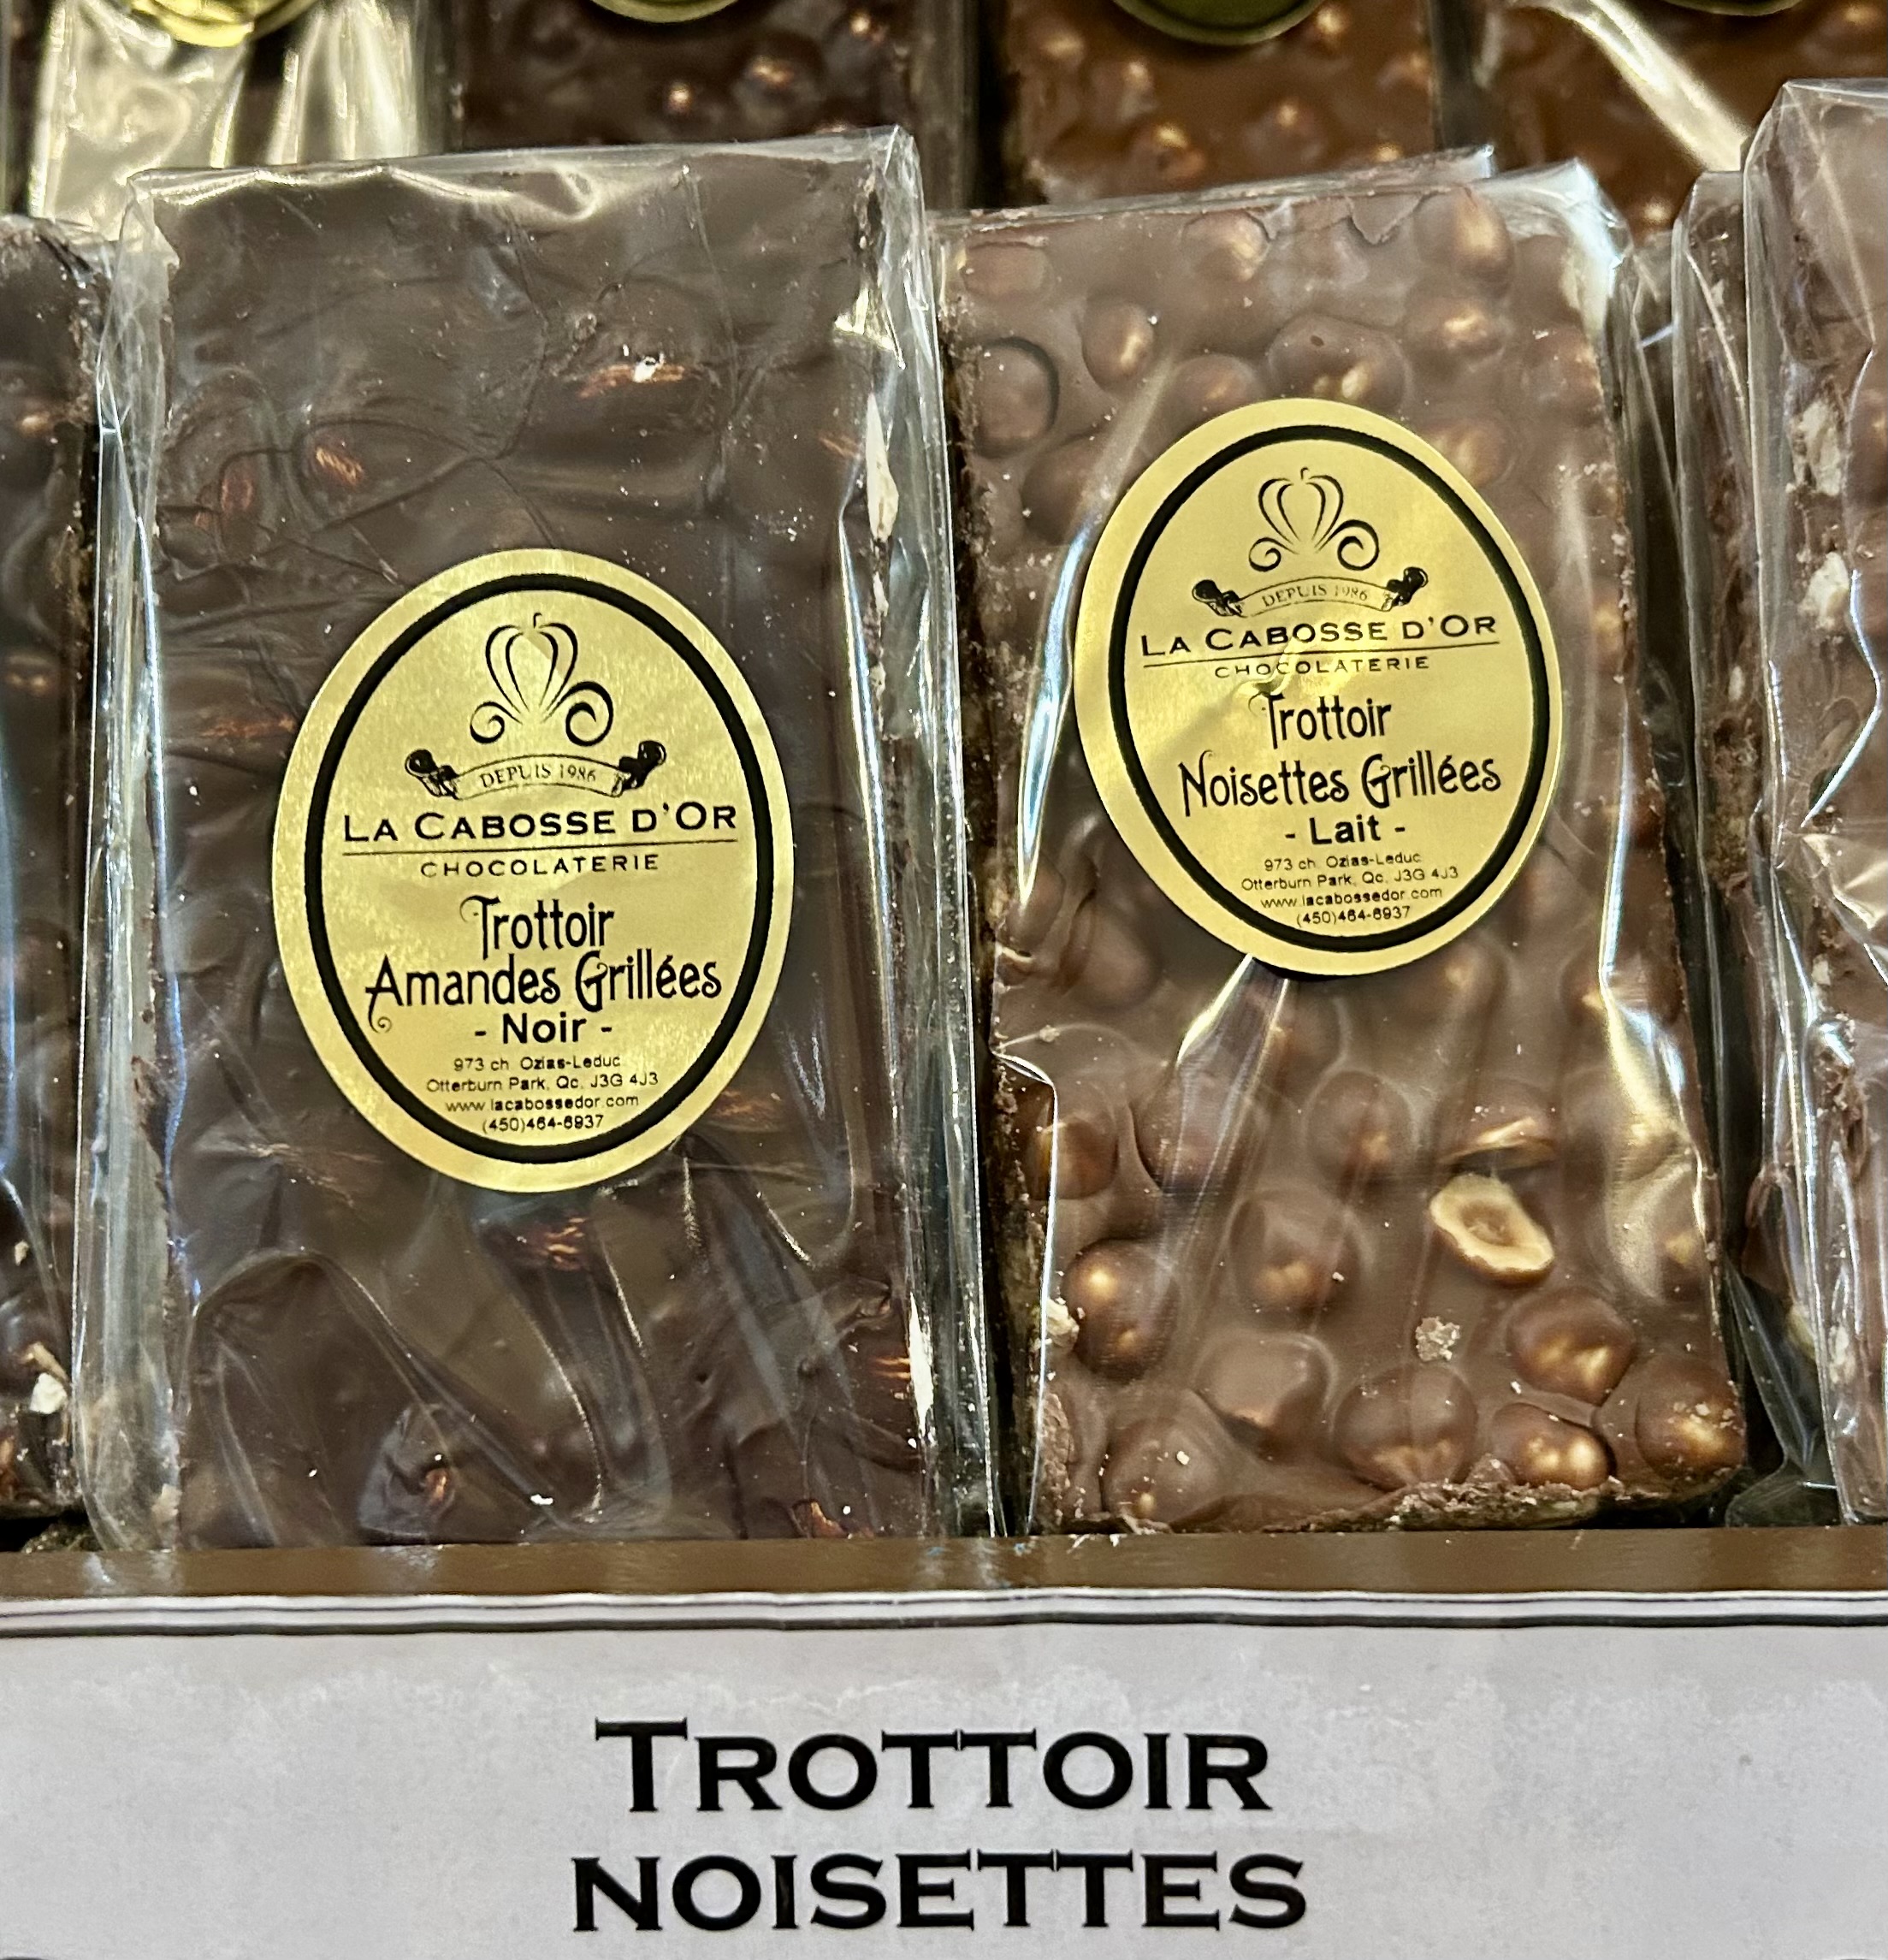 DEPUIS 1986
LA CABOSSE D'OR
CHOCOLATERIE
Trottoir
Amandes Grillées
- Noir -
973 ch. Ozias-Leduc
Otterburn Park, Qc. J3G 4J3
www.lacabossedor.com
(450)464-6937
DEPUIS 1986
LA CABOSSE D'OR
CHOCOLATERIE
Trottoir
Noisettes Grillées
- Lait -
973 ch. Ozias-Leduc
Otterburn Park, Qc. J3G 4J3
www.lacabossedor.com
(450)464-6937
TROTTOIR
NOISETTES